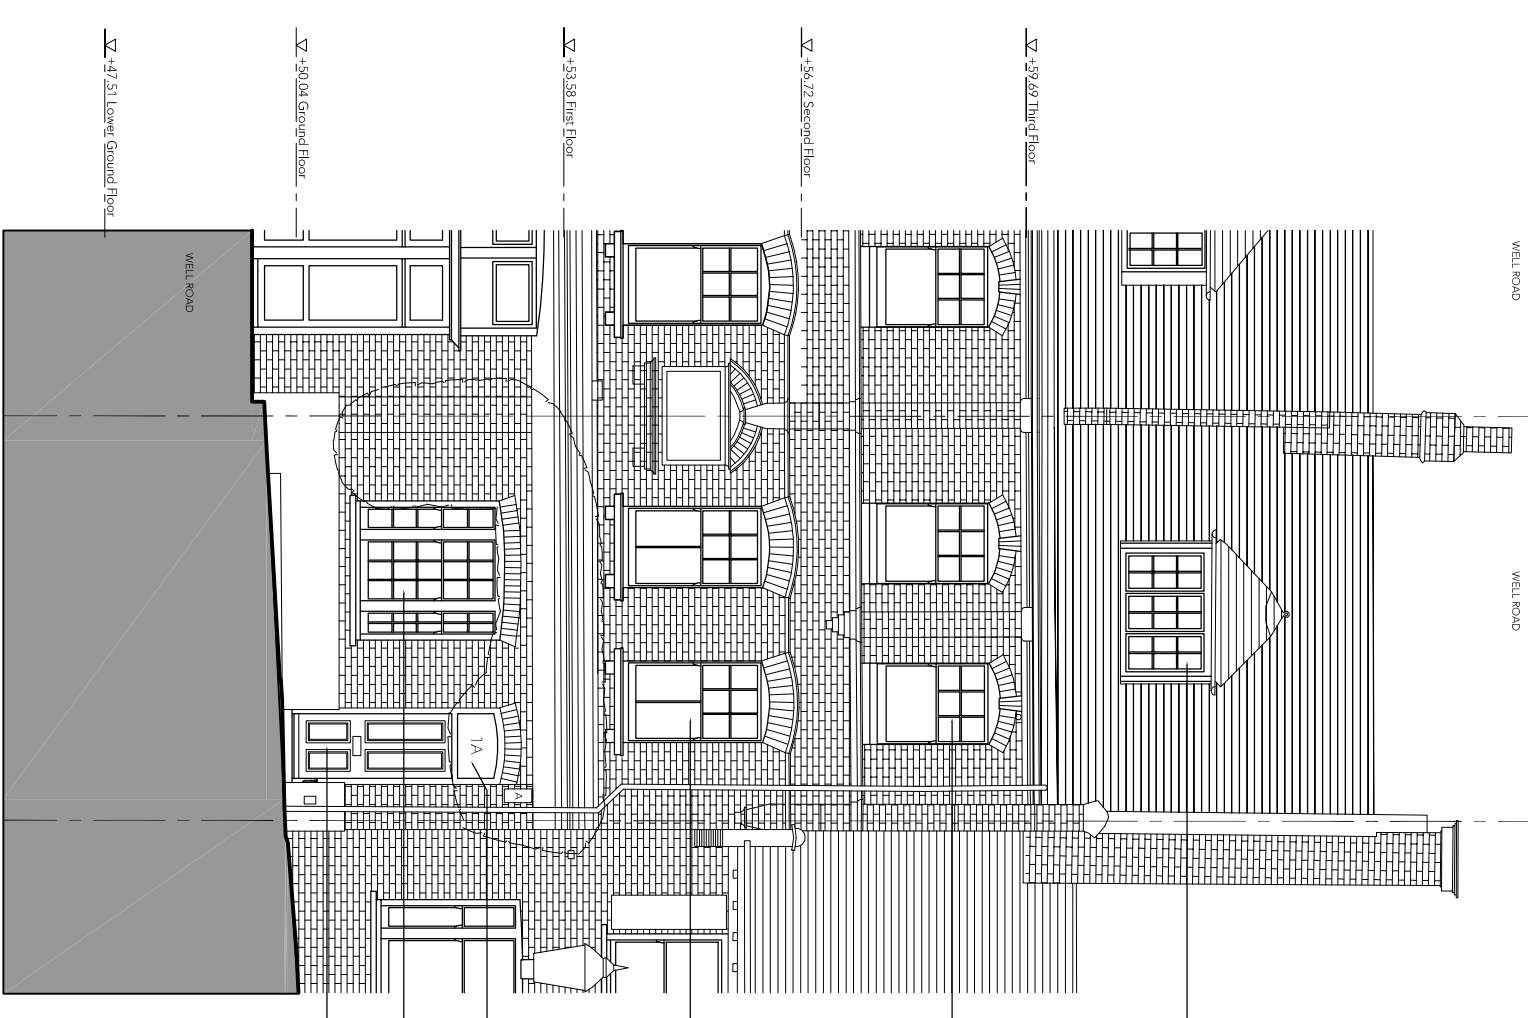 +59.69 Third Floor
+56.72 Second Floor
+53.58 First Floor
+50.04 Ground Floor
+47.51 Lower Ground Floor
WELL ROAD
WELL ROAD
WELL ROAD
1A
A